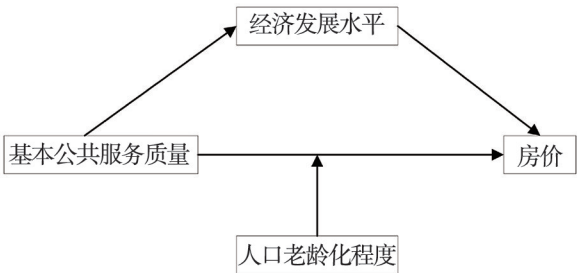 经济发展水平
基本公共服务质量
房价
人口老龄化程度